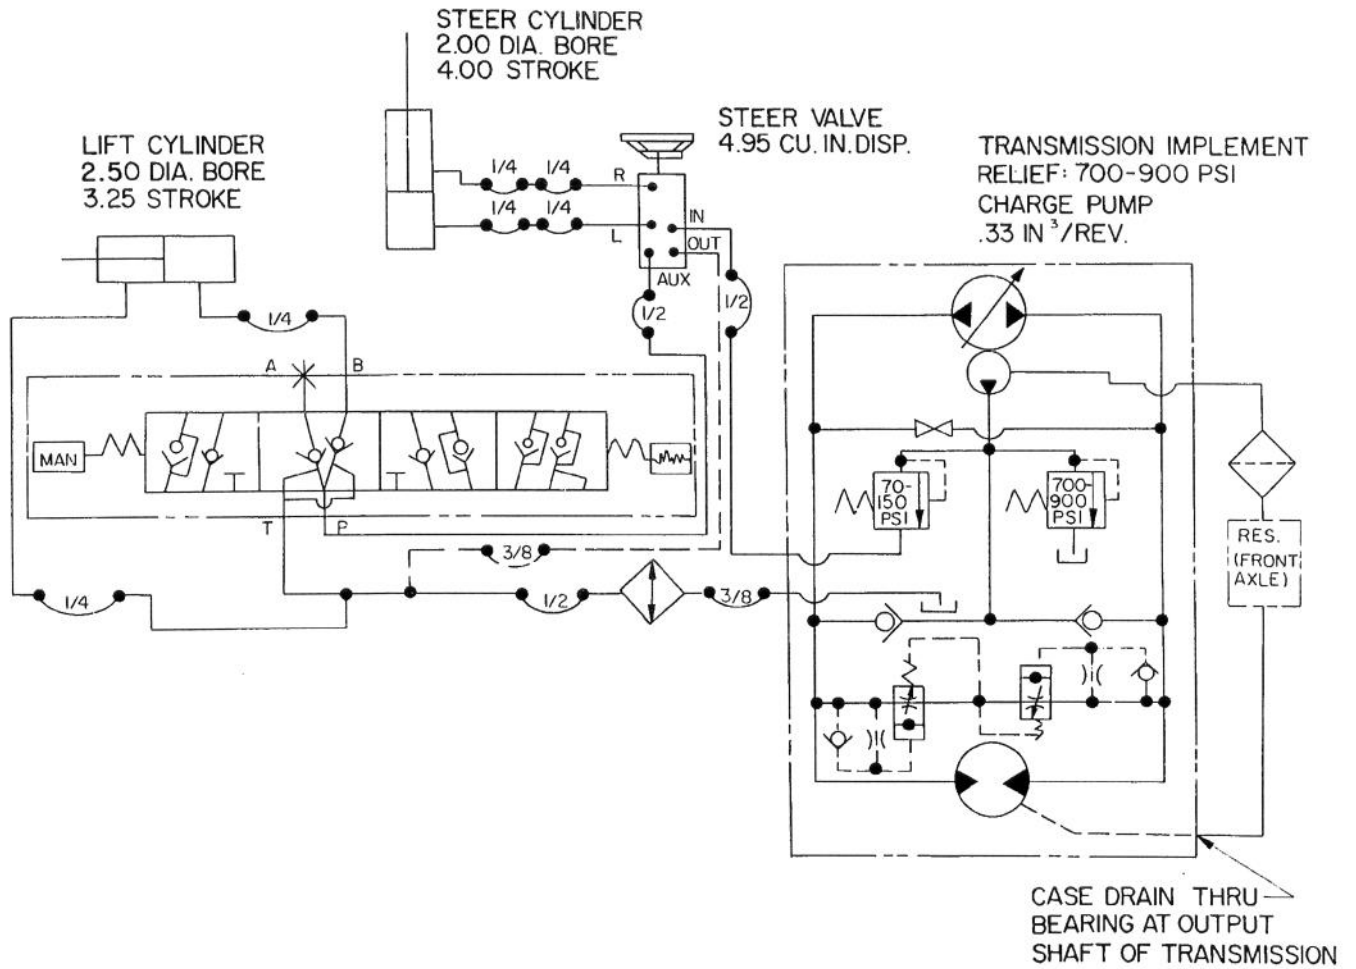 STEER CYLINDER
2.00 DIA. BORE
4.00 STROKE
STEER VALVE
4.95 CU. IN. DISP.
LIFT CYLINDER
2.50 DIA. BORE
3.25 STROKE
TRANSMISSION IMPLEMENT
RELIEF: 700-900 PSI
CHARGE PUMP
.33 IN³/REV.
1/4
1/4
R
1/4
1/4
L
IN
OUT
AUX
1/2
1/2
1/4
A
B
MAN
T
P
3/8
1/4
1/2
3/8
70-
150
PSI
700-
900
PSI
RES.
(FRONT
AXLE)
CASE DRAIN THRU
BEARING AT OUTPUT
SHAFT OF TRANSMISSION